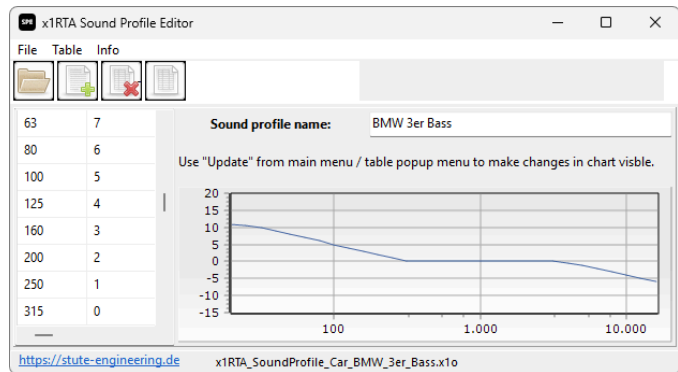 SPE x1RTA Sound Profile Editor
File Table Info
63 7
80 6
100 5
125 4
160 3
200 2
250 1
315 0
Sound profile name: BMW 3er Bass
Use "Update" from main menu / table popup menu to make changes in chart visble.
20
15
10
5
0
-5
-10
-15
100 1.000 10.000
https://stute-engineering.de x1RTA_SoundProfile_Car_BMW_3er_Bass.x1o